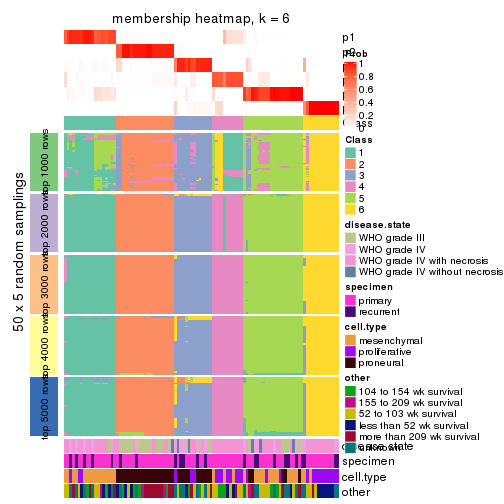 membership heatmap, k = 6
p1
p2
Prob
1
0.8
0.6
0.4
0.2
0
Class
Class
1
2
3
4
5
6
50 x 5 random samplings
top 1000 rows
top 2000 rows
top 3000 rows
top 4000 rows
top 5000 rows
disease.state
WHO grade III
WHO grade IV
WHO grade IV with necrosis
WHO grade IV without necrosis
specimen
primary
recurrent
cell.type
mesenchymal
proliferative
proneural
other
104 to 154 wk survival
155 to 209 wk survival
52 to 103 wk survival
less than 52 wk survival
more than 209 wk survival
unknown
disease.state
specimen
cell.type
other